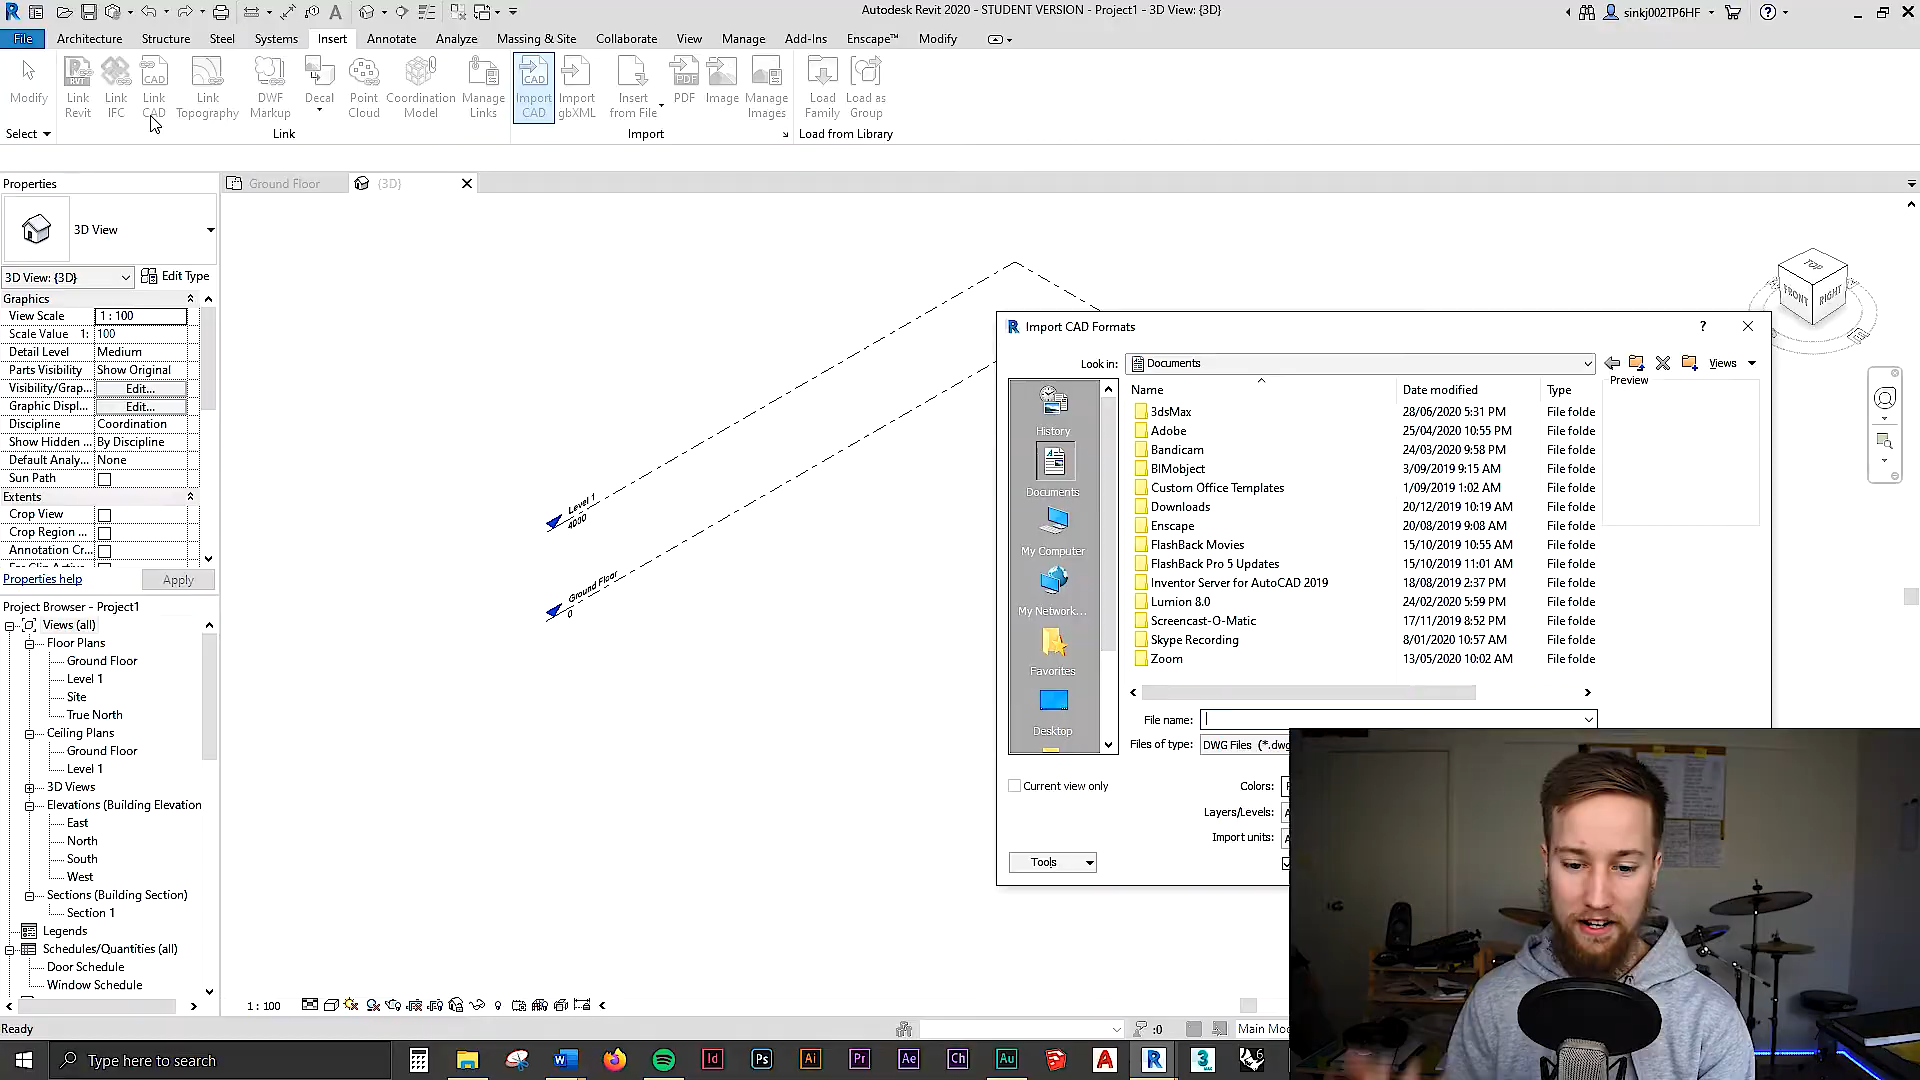 Autodesk Revit 2020 - STUDENT VERSION - Project1 - 3D View: {3D}
sinkj002TP6HF
File Architecture Structure Steel Systems Insert Annotate Analyze Massing & Site Collaborate View Manage Add-Ins Enscape™ Modify
Modify
Link Revit
Link IFC
Link CAD
Link Topography
DWF Markup
Decal
Point Cloud
Coordination Model
Manage Links
Import CAD
Import gbXML
Insert from File
PDF
Image
Manage Images
Load Family
Load as Group
Select
Link
Import
Load from Library
Properties
Ground Floor
{3D}
3D View
3D View: {3D}
Edit Type
Graphics
View Scale 1 : 100
Scale Value 1: 100
Detail Level Medium
Parts Visibility Show Original
Visibility/Grap... Edit...
Graphic Displ... Edit...
Discipline Coordination
Show Hidden ... By Discipline
Default Analy... None
Sun Path
Extents
Crop View
Crop Region ...
Annotation Cr...
Properties help
Apply
Project Browser - Project1
Views (all)
Floor Plans
Ground Floor
Level 1
Site
True North
Ceiling Plans
Ground Floor
Level 1
3D Views
Elevations (Building Elevation
East
North
South
West
Sections (Building Section)
Section 1
Legends
Schedules/Quantities (all)
Door Schedule
Window Schedule
Level 1
4000
Ground Floor
0
TOP
FRONT
RIGHT
Import CAD Formats
Look in: Documents
Views
Name Date modified Type
Preview
3dsMax 28/06/2020 5:31 PM File folde
Adobe 25/04/2020 10:55 PM File folde
Bandicam 24/03/2020 9:58 PM File folde
BIMobject 3/09/2019 9:15 AM File folde
Custom Office Templates 1/09/2019 1:02 AM File folde
Downloads 20/12/2019 10:19 AM File folde
Enscape 20/08/2019 9:08 AM File folde
FlashBack Movies 15/10/2019 10:55 AM File folde
FlashBack Pro 5 Updates 15/10/2019 11:01 AM File folde
Inventor Server for AutoCAD 2019 18/08/2019 2:37 PM File folde
Lumion 8.0 24/02/2020 5:59 PM File folde
Screencast-O-Matic 17/11/2019 8:52 PM File folde
Skype Recording 8/01/2020 10:57 AM File folde
Zoom 13/05/2020 10:02 AM File folde
History
Documents
My Computer
My Network...
Favorites
Desktop
File name:
Files of type: DWG Files (*.dwg
Current view only
Colors:
Layers/Levels:
Import units:
Tools
1 : 100
Ready
:0
Main Mo
Type here to search